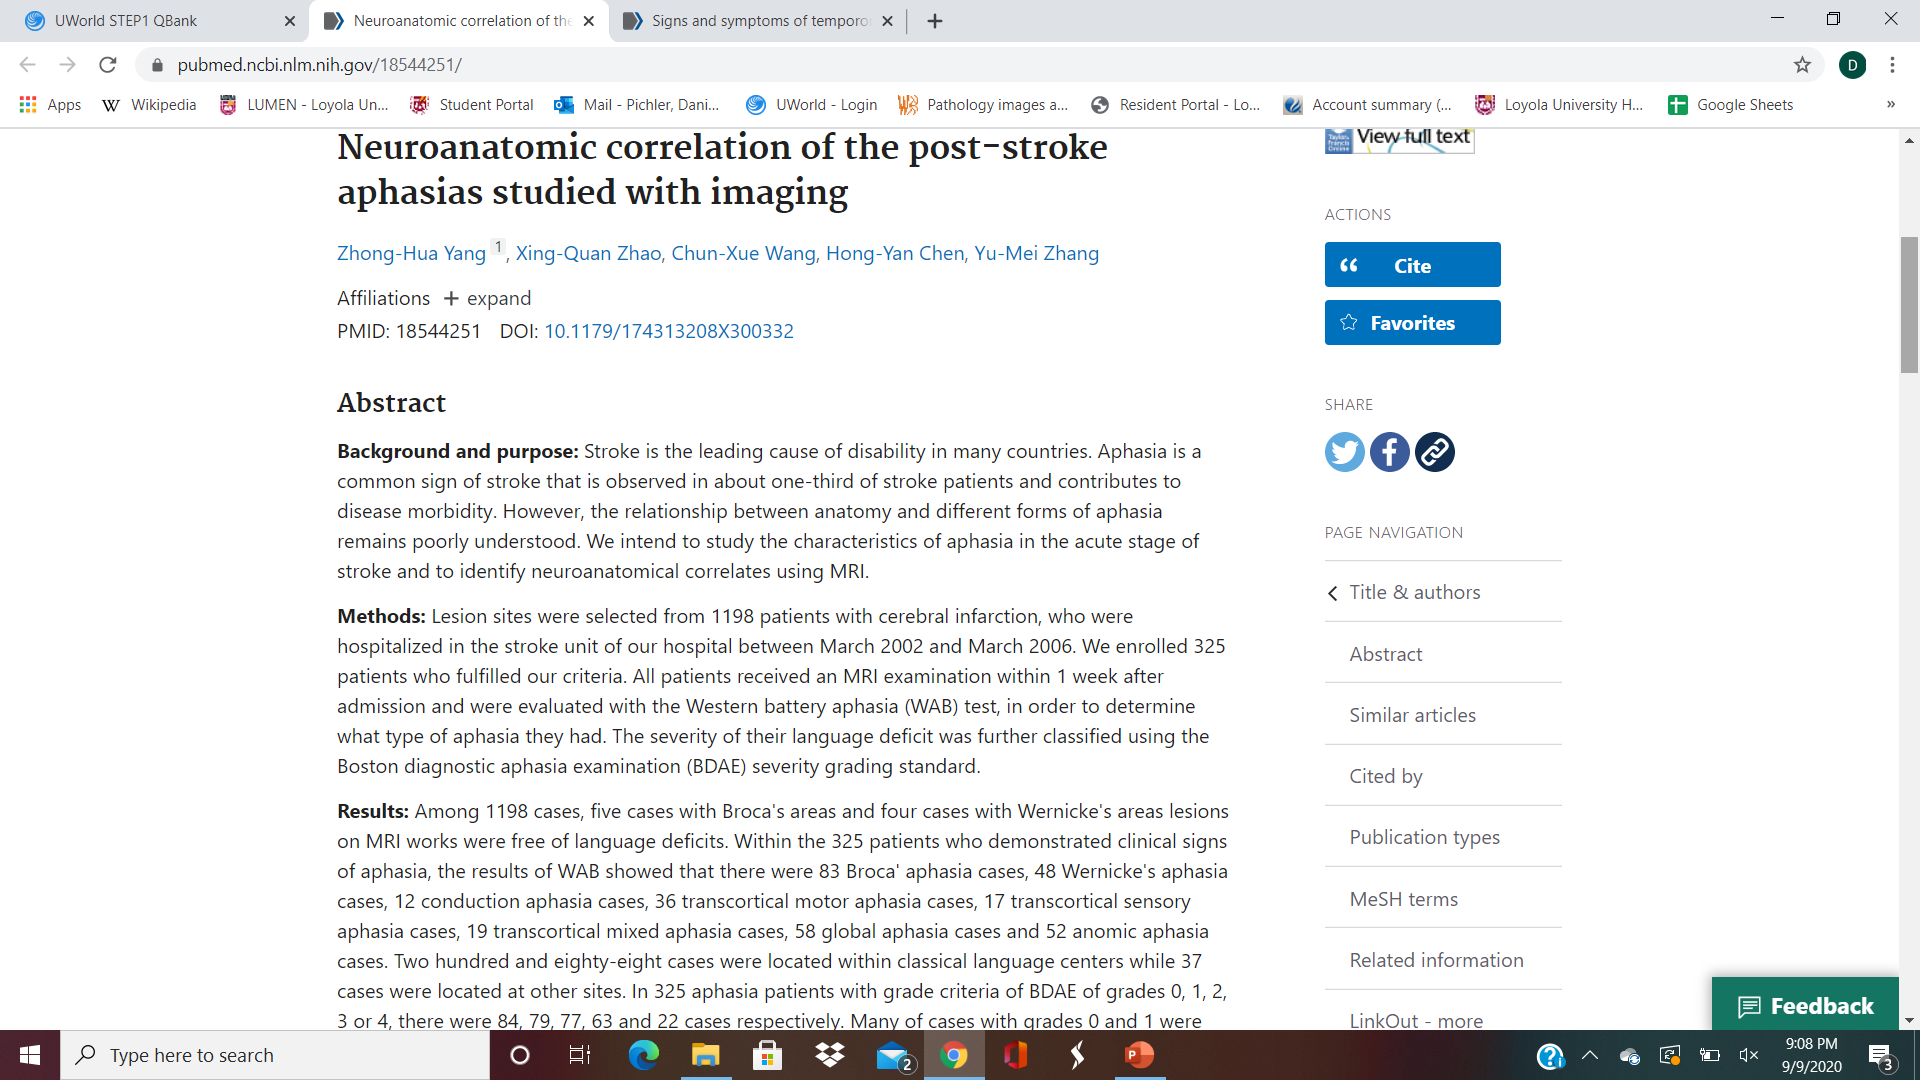 UWorld STEP1 QBank
Neuroanatomic correlation of the
Signs and symptoms of temporo
pubmed.ncbi.nlm.nih.gov/18544251/
D
Apps
Wikipedia
LUMEN - Loyola Un...
Student Portal
Mail - Pichler, Dani...
UWorld - Login
Pathology images a...
Resident Portal - Lo...
Account summary (...
Loyola University H...
Google Sheets
»
Neuroanatomic correlation of the post-stroke
aphasias studied with imaging
Zhong-Hua Yang 1, Xing-Quan Zhao, Chun-Xue Wang, Hong-Yan Chen, Yu-Mei Zhang
Affiliations + expand
PMID: 18544251 DOI: 10.1179/174313208X300332
Abstract
Background and purpose: Stroke is the leading cause of disability in many countries. Aphasia is a
common sign of stroke that is observed in about one-third of stroke patients and contributes to
disease morbidity. However, the relationship between anatomy and different forms of aphasia
remains poorly understood. We intend to study the characteristics of aphasia in the acute stage of
stroke and to identify neuroanatomical correlates using MRI.
Methods: Lesion sites were selected from 1198 patients with cerebral infarction, who were
hospitalized in the stroke unit of our hospital between March 2002 and March 2006. We enrolled 325
patients who fulfilled our criteria. All patients received an MRI examination within 1 week after
admission and were evaluated with the Western battery aphasia (WAB) test, in order to determine
what type of aphasia they had. The severity of their language deficit was further classified using the
Boston diagnostic aphasia examination (BDAE) severity grading standard.
Results: Among 1198 cases, five cases with Broca's areas and four cases with Wernicke's areas lesions
on MRI works were free of language deficits. Within the 325 patients who demonstrated clinical signs
of aphasia, the results of WAB showed that there were 83 Broca' aphasia cases, 48 Wernicke's aphasia
cases, 12 conduction aphasia cases, 36 transcortical motor aphasia cases, 17 transcortical sensory
aphasia cases, 19 transcortical mixed aphasia cases, 58 global aphasia cases and 52 anomic aphasia
cases. Two hundred and eighty-eight cases were located within classical language centers while 37
cases were located at other sites. In 325 aphasia patients with grade criteria of BDAE of grades 0, 1, 2,
3 or 4, there were 84, 79, 77, 63 and 22 cases respectively. Many of cases with grades 0 and 1 were
Taylor & Francis Online
View full text
ACTIONS
Cite
Favorites
SHARE
PAGE NAVIGATION
Title & authors
Abstract
Similar articles
Cited by
Publication types
MeSH terms
Related information
LinkOut - more
Feedback
Type here to search
2
P
9:08 PM
9/9/2020
3